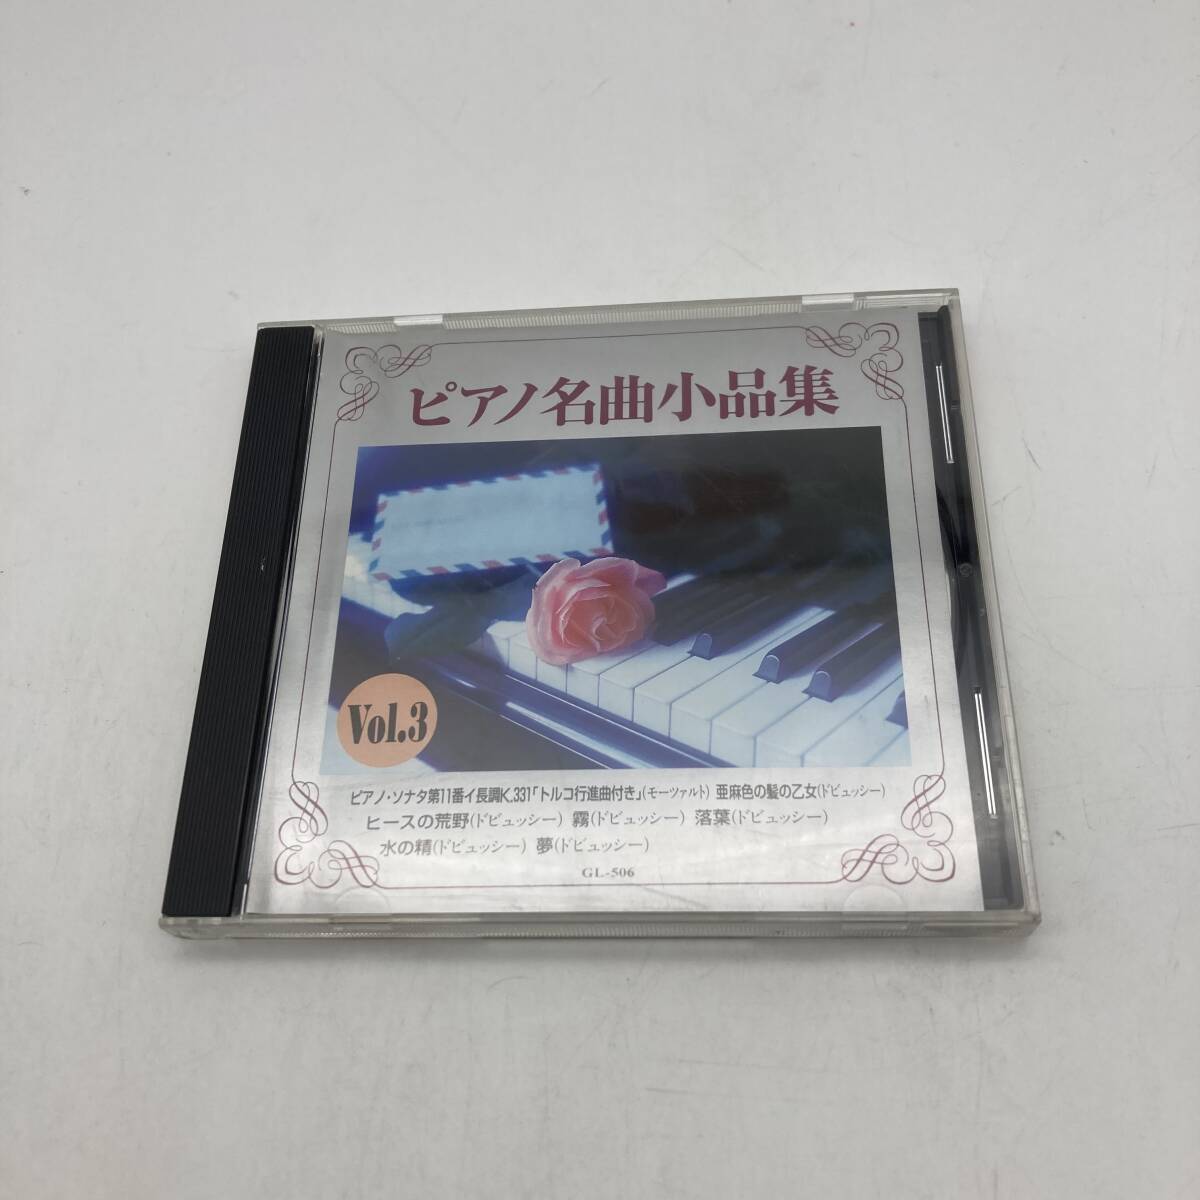 ピアノ名曲小品集
Vol.3
ピアノ・ソナタ第11番イ長調K.331「トルコ行進曲付き」(モーツァルト) 亜麻色の髪の乙女(ドビュッシー)
ヒースの荒野(ドビュッシー) 霧(ドビュッシー) 落葉(ドビュッシー)
水の精(ドビュッシー) 夢(ドビュッシー)
GL-506